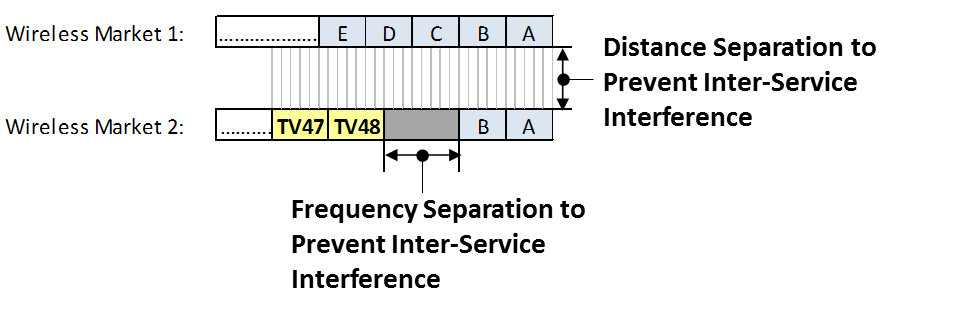 Wireless Market 1: ................... E D C B A
Distance Separation to
Prevent Inter-Service
Interference
Wireless Market 2: .......... TV47 TV48 B A
Frequency Separation to
Prevent Inter-Service
Interference